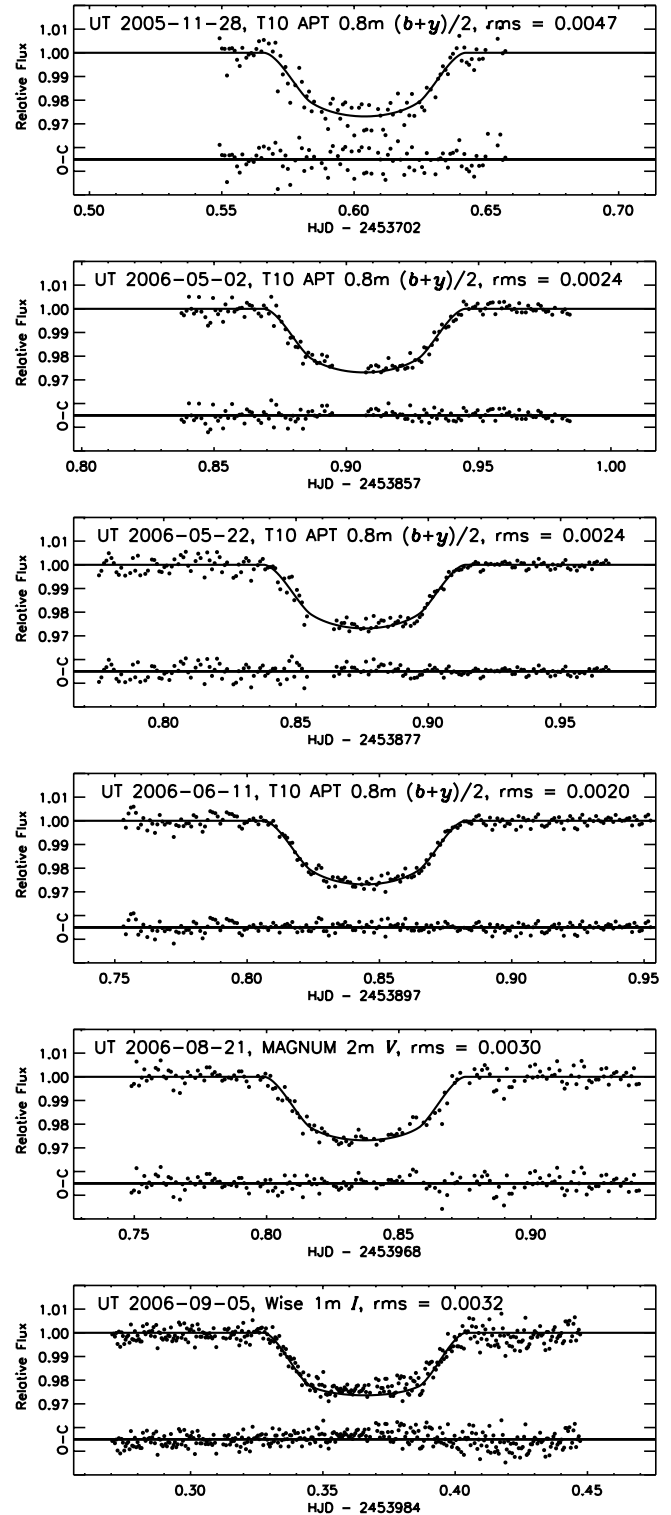 UT 2005-11-28, T10 APT 0.8m (b+y)/2, rms = 0.0047
1.00
0.99
0.98
0.97
Relative Flux
O-C
0.50 0.55 0.60 0.65 0.70
HJD - 2453702
UT 2006-05-02, T10 APT 0.8m (b+y)/2, rms = 0.0024
1.01
1.00
0.99
0.98
0.97
Relative Flux
O-C
0.80 0.85 0.90 0.95 1.00
HJD - 2453857
UT 2006-05-22, T10 APT 0.8m (b+y)/2, rms = 0.0024
1.01
1.00
0.99
0.98
0.97
Relative Flux
O-C
0.80 0.85 0.90 0.95
HJD - 2453877
UT 2006-06-11, T10 APT 0.8m (b+y)/2, rms = 0.0020
1.01
1.00
0.99
0.98
0.97
Relative Flux
O-C
0.75 0.80 0.85 0.90 0.95
HJD - 2453897
UT 2006-08-21, MAGNUM 2m V, rms = 0.0030
1.01
1.00
0.99
0.98
0.97
Relative Flux
O-C
0.75 0.80 0.85 0.90
HJD - 2453968
UT 2006-09-05, Wise 1m I, rms = 0.0032
1.01
1.00
0.99
0.98
0.97
Relative Flux
O-C
0.30 0.35 0.40 0.45
HJD - 2453984